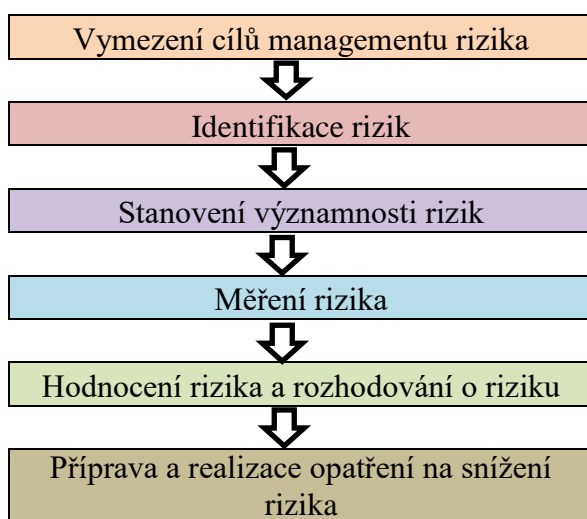 Vymezení cílů managementu rizika
Identifikace rizik
Stanovení významnosti rizik
Měření rizika
Hodnocení rizika a rozhodování o riziku
Příprava a realizace opatření na snížení
rizika